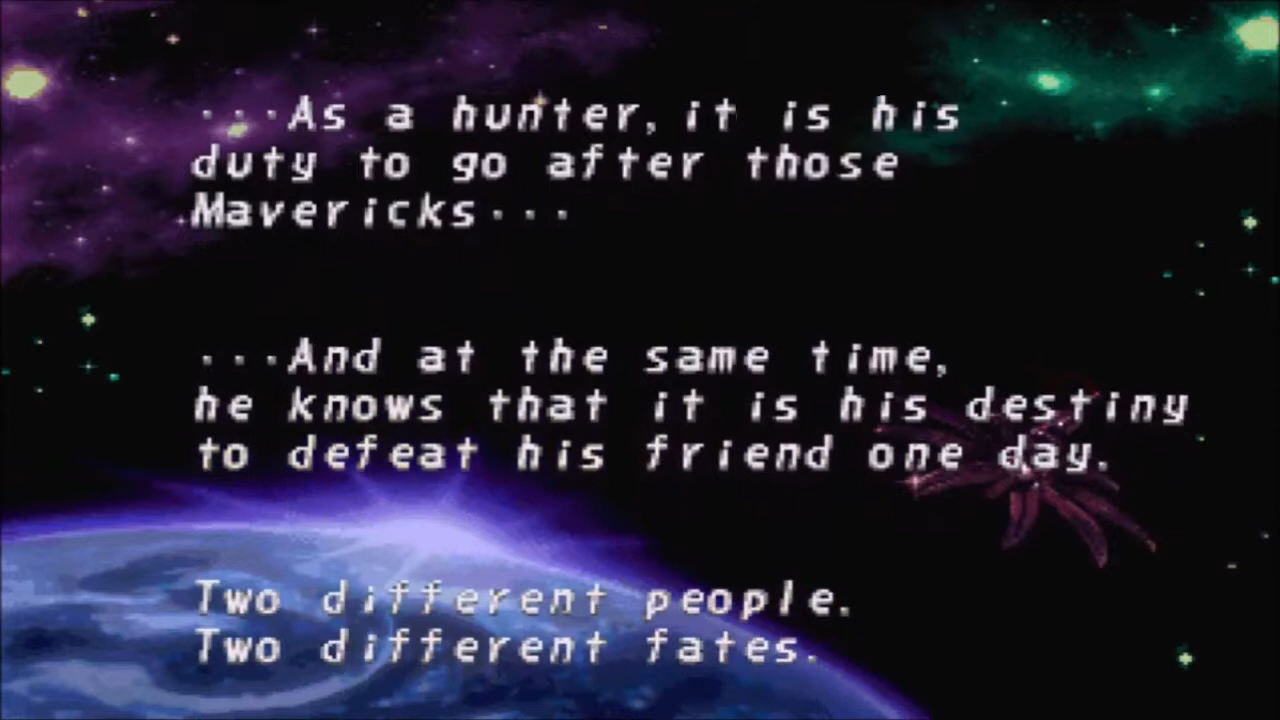 ···As a hunter, it is his
duty to go after those
Mavericks···
···And at the same time,
he knows that it is his destiny
to defeat his friend one day.
Two different people.
Two different fates.